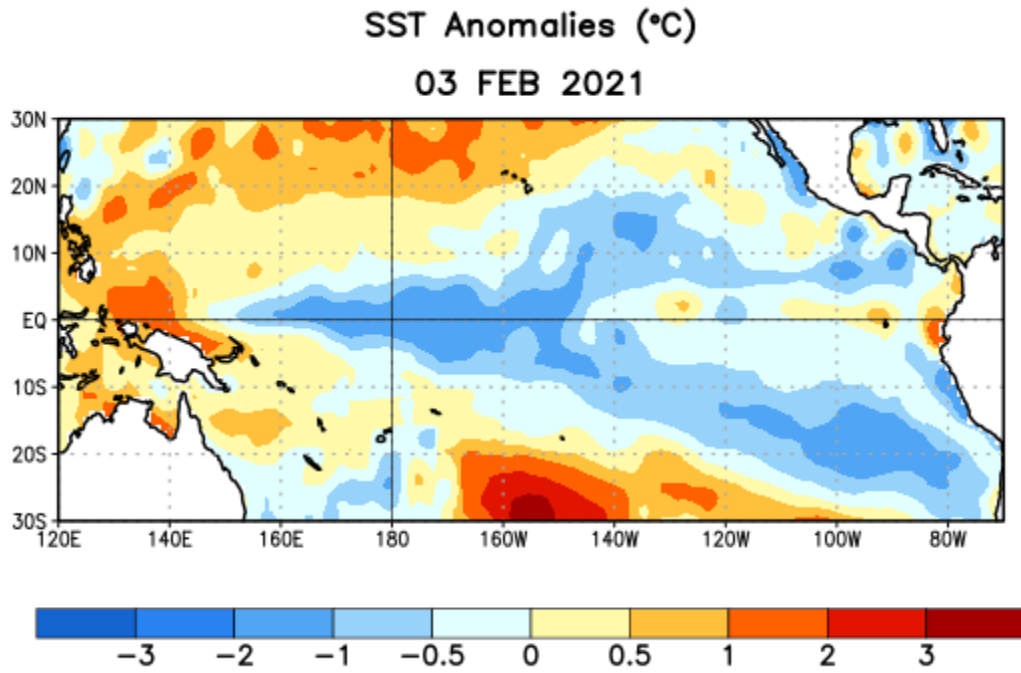 SST Anomalies (°C)
03 FEB 2021
30N
20N
10N
EQ
10S
20S
30S
120E 140E 160E 180 160W 140W 120W 100W 80W
−3 −2 −1 −0.5 0 0.5 1 2 3